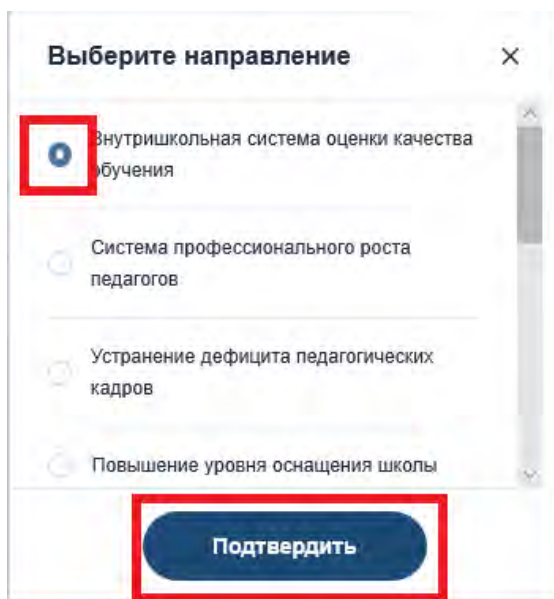 Выберите направление
Внутришкольная система оценки качества
обучения
Система профессионального роста
педагогов
Устранение дефицита педагогических
кадров
Повышение уровня оснащения школы
Подтвердить